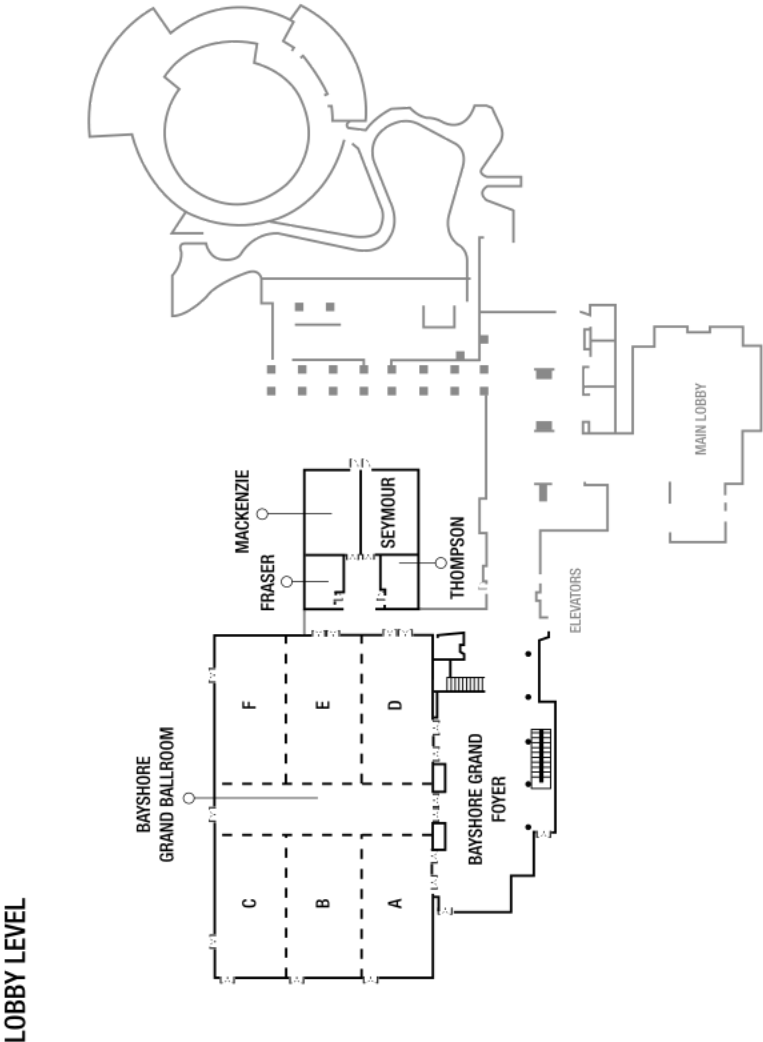 LOBBY LEVEL
BAYSHORE
GRAND BALLROOM
C
F
B
E
A
D
FRASER
MACKENZIE
SEYMOUR
THOMPSON
BAYSHORE GRAND
FOYER
ELEVATORS
MAIN LOBBY